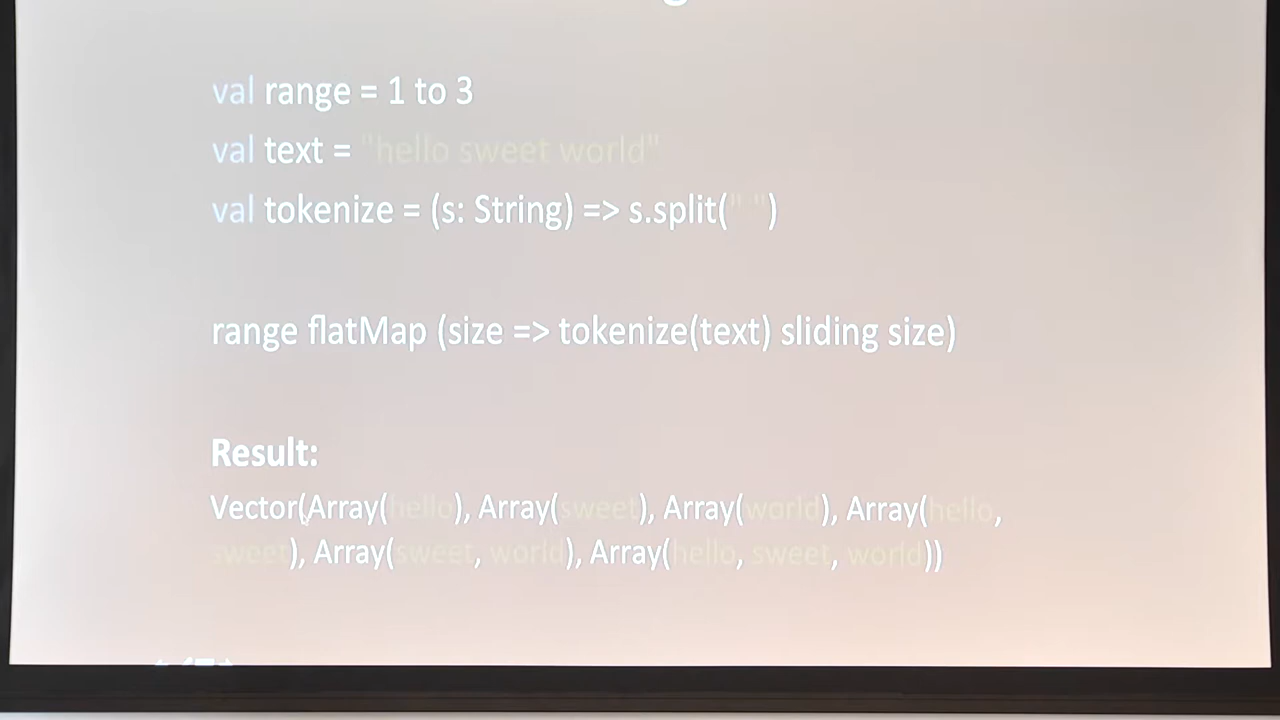 val range = 1 to 3
val text = "hello sweet world"
val tokenize = (s: String) => s.split(" ")
range flatMap (size => tokenize(text) sliding size)
Result:
Vector(Array(hello), Array(sweet), Array(world), Array(hello,
sweet), Array(sweet, world), Array(hello, sweet, world))